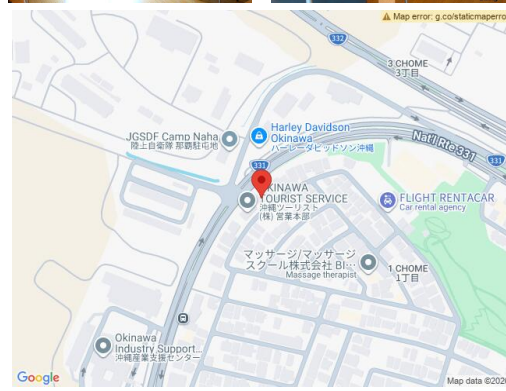 Map error: g.co/staticmaperro
332
3 CHOME
3丁目
JGSDF Camp Naha
陸上自衛隊 那覇駐屯地
Harley Davidson
Okinawa
ハーレーダビッドソン沖縄
331
Nat'l Rte.331
331
OKINAWA
TOURIST SERVICE
沖縄ツーリスト
(株) 営業本部
FLIGHT RENTACAR
Car rental agency
マッサージ/マッサージ
スクール株式会社 BI…
Massage therapist
1 CHOME
1丁目
Okinawa
Industry Support...
沖縄産業支援センター
Google
Map data ©202